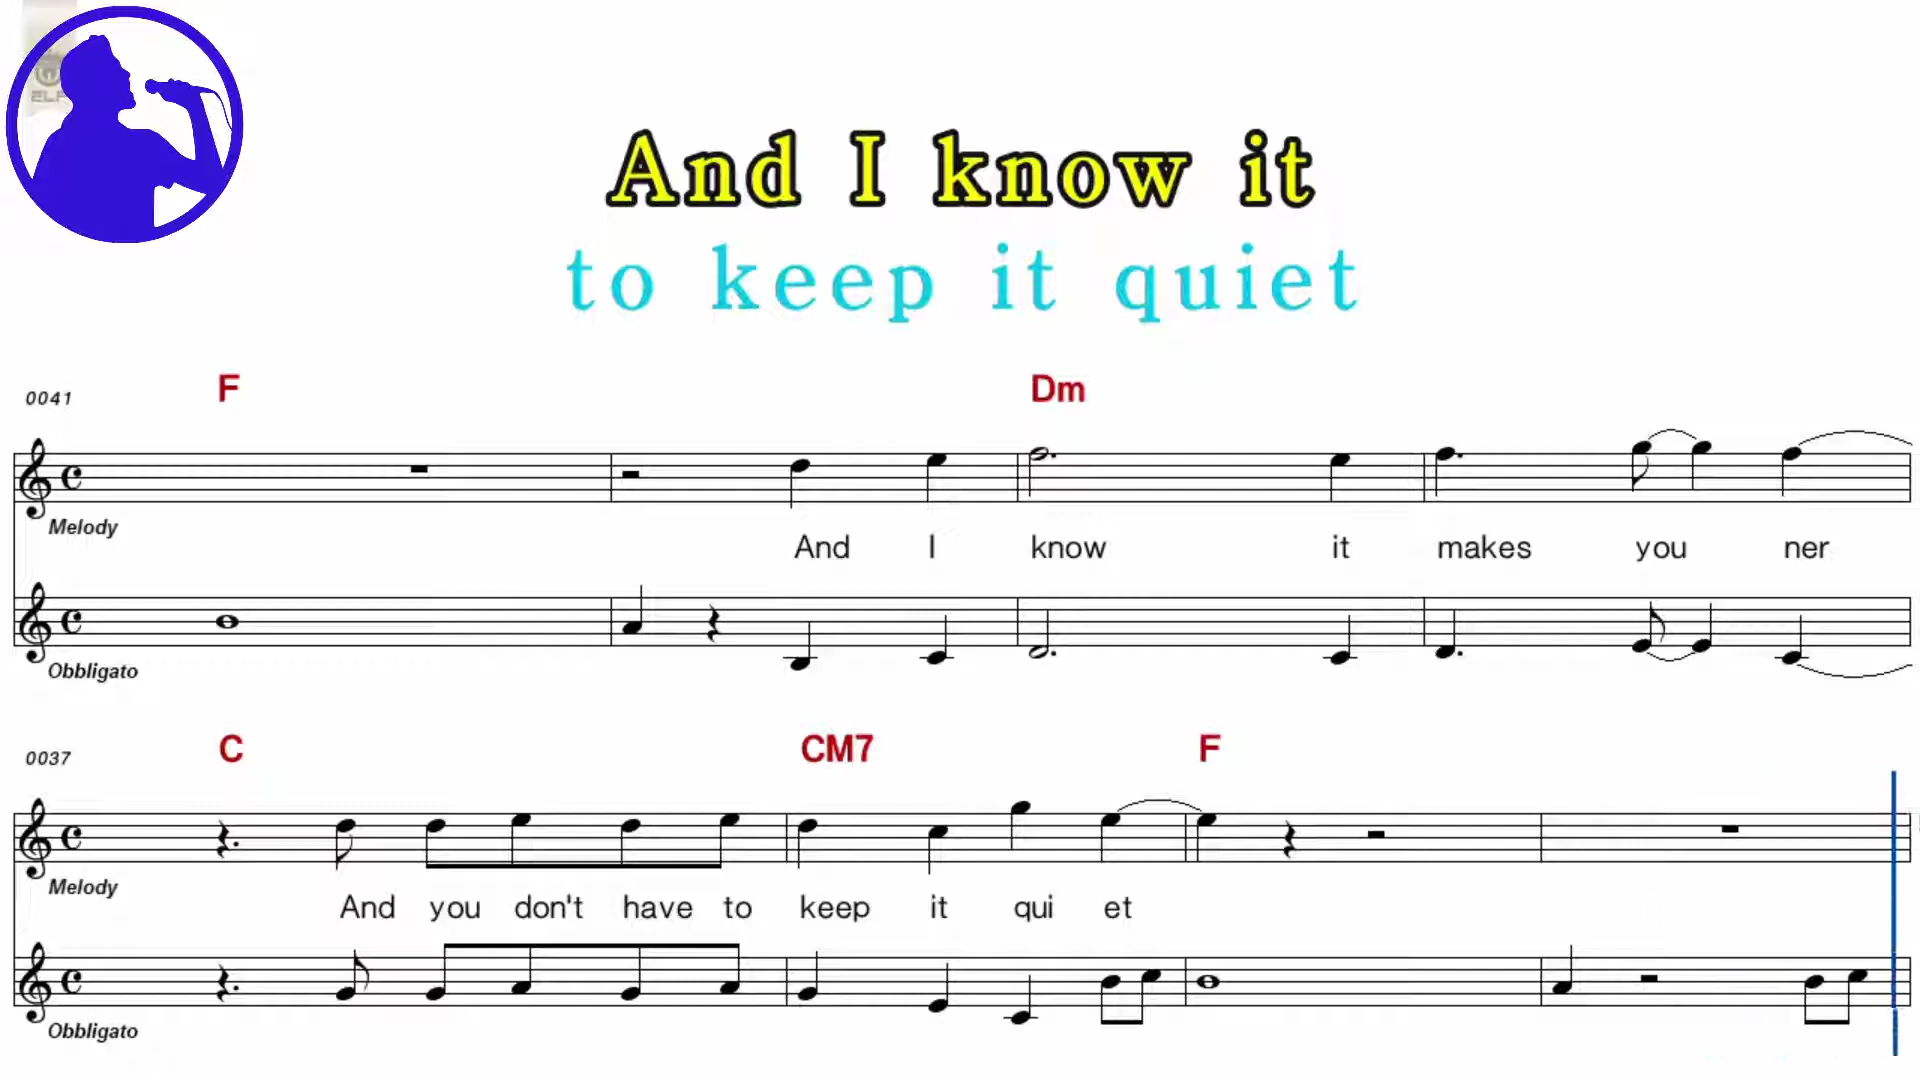 ELF
And I know it
to keep it quiet
0041 F Dm
Melody
And I know it makes you ner
Obbligato
0037 C CM7 F
Melody
And you don't have to keep it qui et
Obbligato